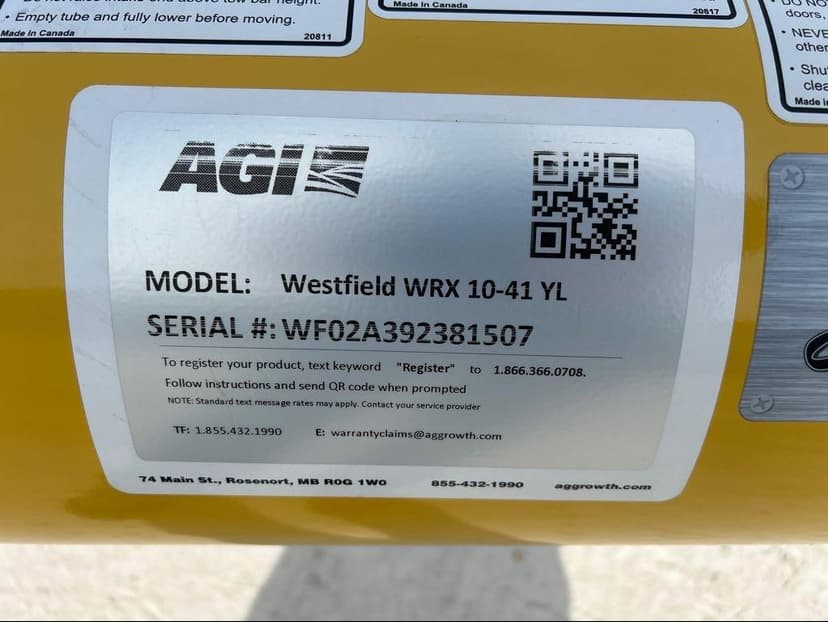 • Empty tube and fully lower before moving.
Made in Canada 20811
Made In Canada 20817
doors,
• NEVE
other
• Shu
clea
Made i
AGI
MODEL: Westfield WRX 10-41 YL
SERIAL #: WF02A392381507
To register your product, text keyword "Register" to 1.866.366.0708.
Follow instructions and send QR code when prompted
NOTE: Standard text message rates may apply. Contact your service provider
TF: 1.855.432.1990 E: warrantyclaims@aggrowth.com
74 Main St., Rosenort, MB R0G 1W0 855-432-1990 aggrowth.com